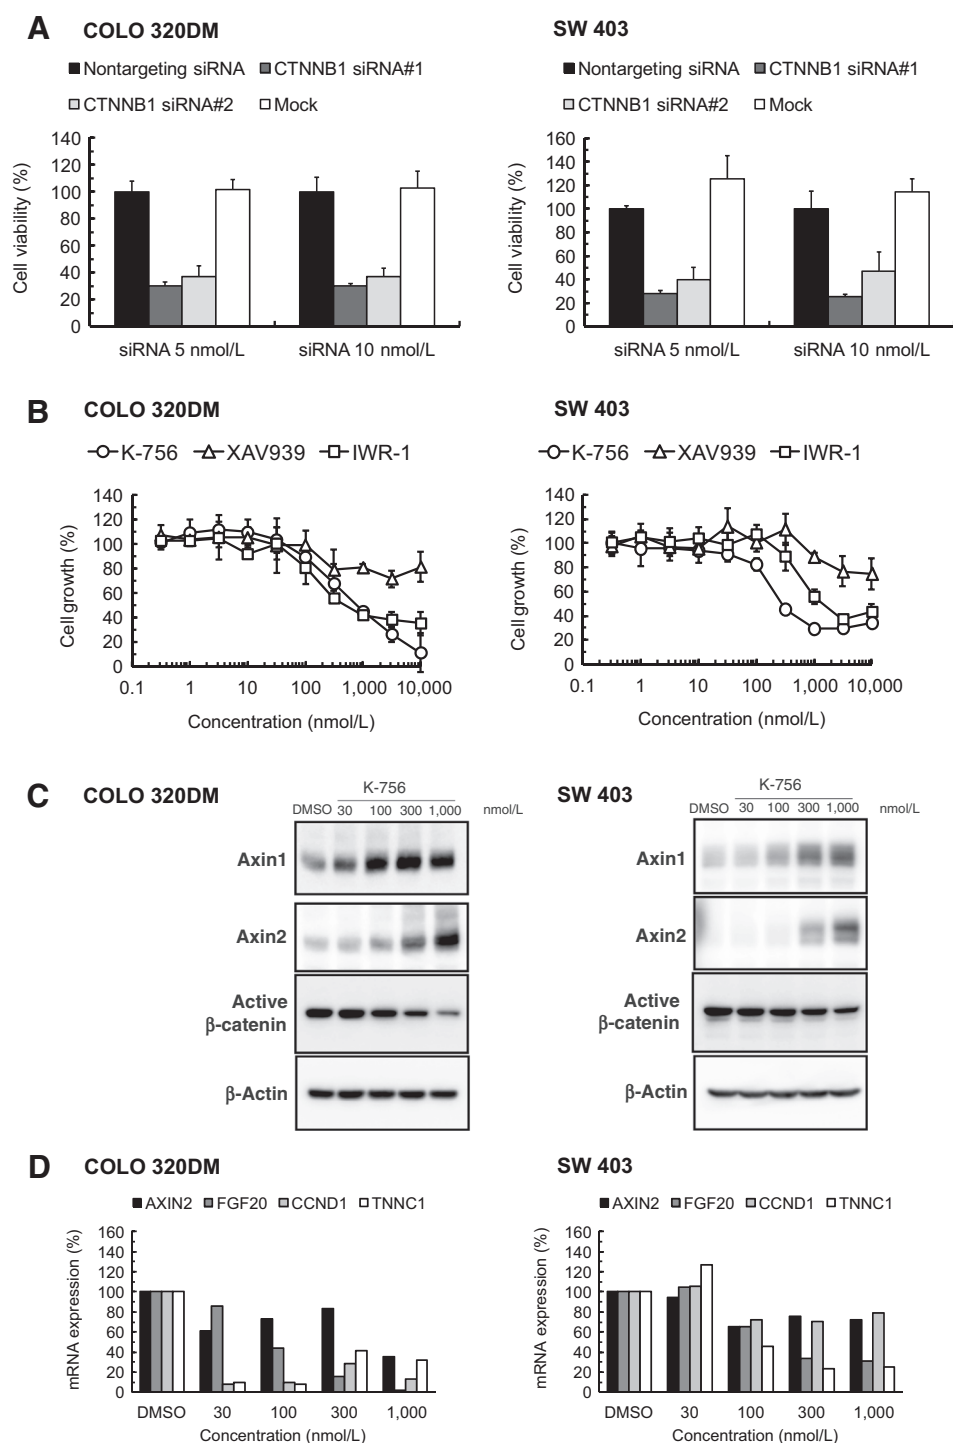 A COLO 320DM
SW 403
Nontargeting siRNA CTNNB1 siRNA#1
CTNNB1 siRNA#2 Mock
Nontargeting siRNA CTNNB1 siRNA#1
CTNNB1 siRNA#2 Mock
Cell viability (%)
140
120
100
80
60
40
20
0
siRNA 5 nmol/L siRNA 10 nmol/L
Cell viability (%)
160
140
120
100
80
60
40
20
0
siRNA 5 nmol/L siRNA 10 nmol/L
B COLO 320DM
SW 403
K-756 XAV939 IWR-1
K-756 XAV939 IWR-1
Cell growth (%)
140
120
100
80
60
40
20
0
0.1 1 10 100 1,000 10,000
Concentration (nmol/L)
Cell growth (%)
140
120
100
80
60
40
20
0
0.1 1 10 100 1,000 10,000
Concentration (nmol/L)
C COLO 320DM
K-756
DMSO 30 100 300 1,000 nmol/L
Axin1
Axin2
Active
β-catenin
β-Actin
SW 403
K-756
DMSO 30 100 300 1,000 nmol/L
Axin1
Axin2
Active
β-catenin
β-Actin
D COLO 320DM
SW 403
AXIN2 FGF20 CCND1 TNNC1
AXIN2 FGF20 CCND1 TNNC1
mRNA expression (%)
160
140
120
100
80
60
40
20
0
DMSO 30 100 300 1,000
Concentration (nmol/L)
mRNA expression (%)
160
140
120
100
80
60
40
20
0
DMSO 30 100 300 1,000
Concentration (nmol/L)